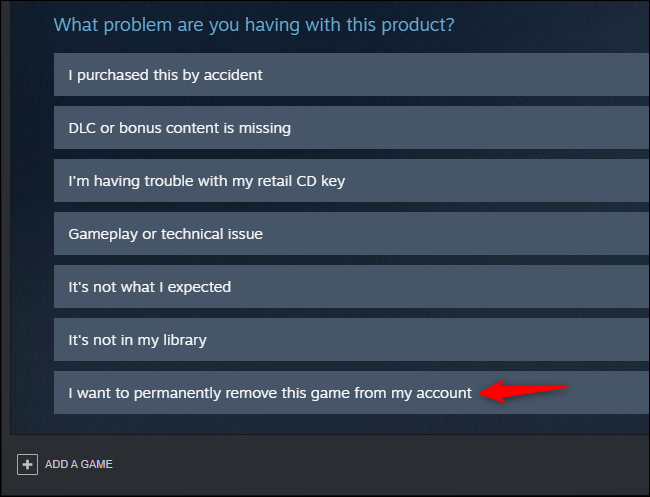 What problem are you having with this product?
I purchased this by accident
DLC or bonus content is missing
I'm having trouble with my retail CD key
Gameplay or technical issue
It's not what I expected
It's not in my library
I want to permanently remove this game from my account
ADD A GAME